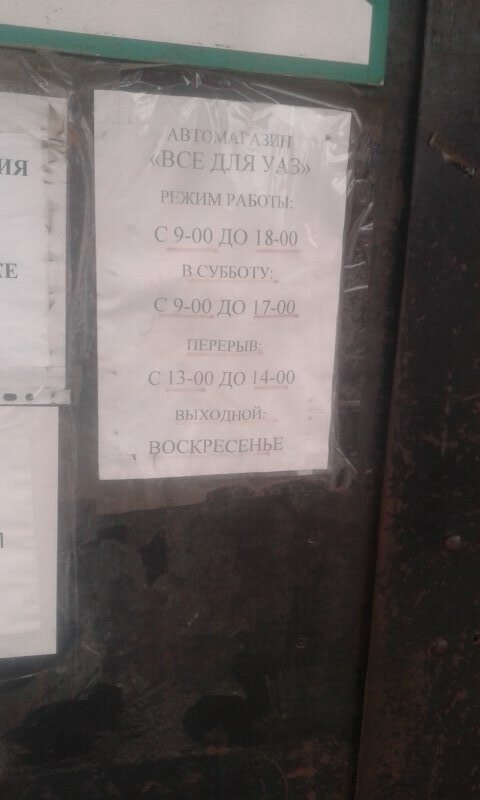 АВТОМАГАЗИН
«ВСЕ ДЛЯ УАЗ»
РЕЖИМ РАБОТЫ:
С 9-00 ДО 18-00
В СУББОТУ:
С 9-00 ДО 17-00
ПЕРЕРЫВ:
С 13-00 ДО 14-00
ВЫХОДНОЙ:
ВОСКРЕСЕНЬЕ